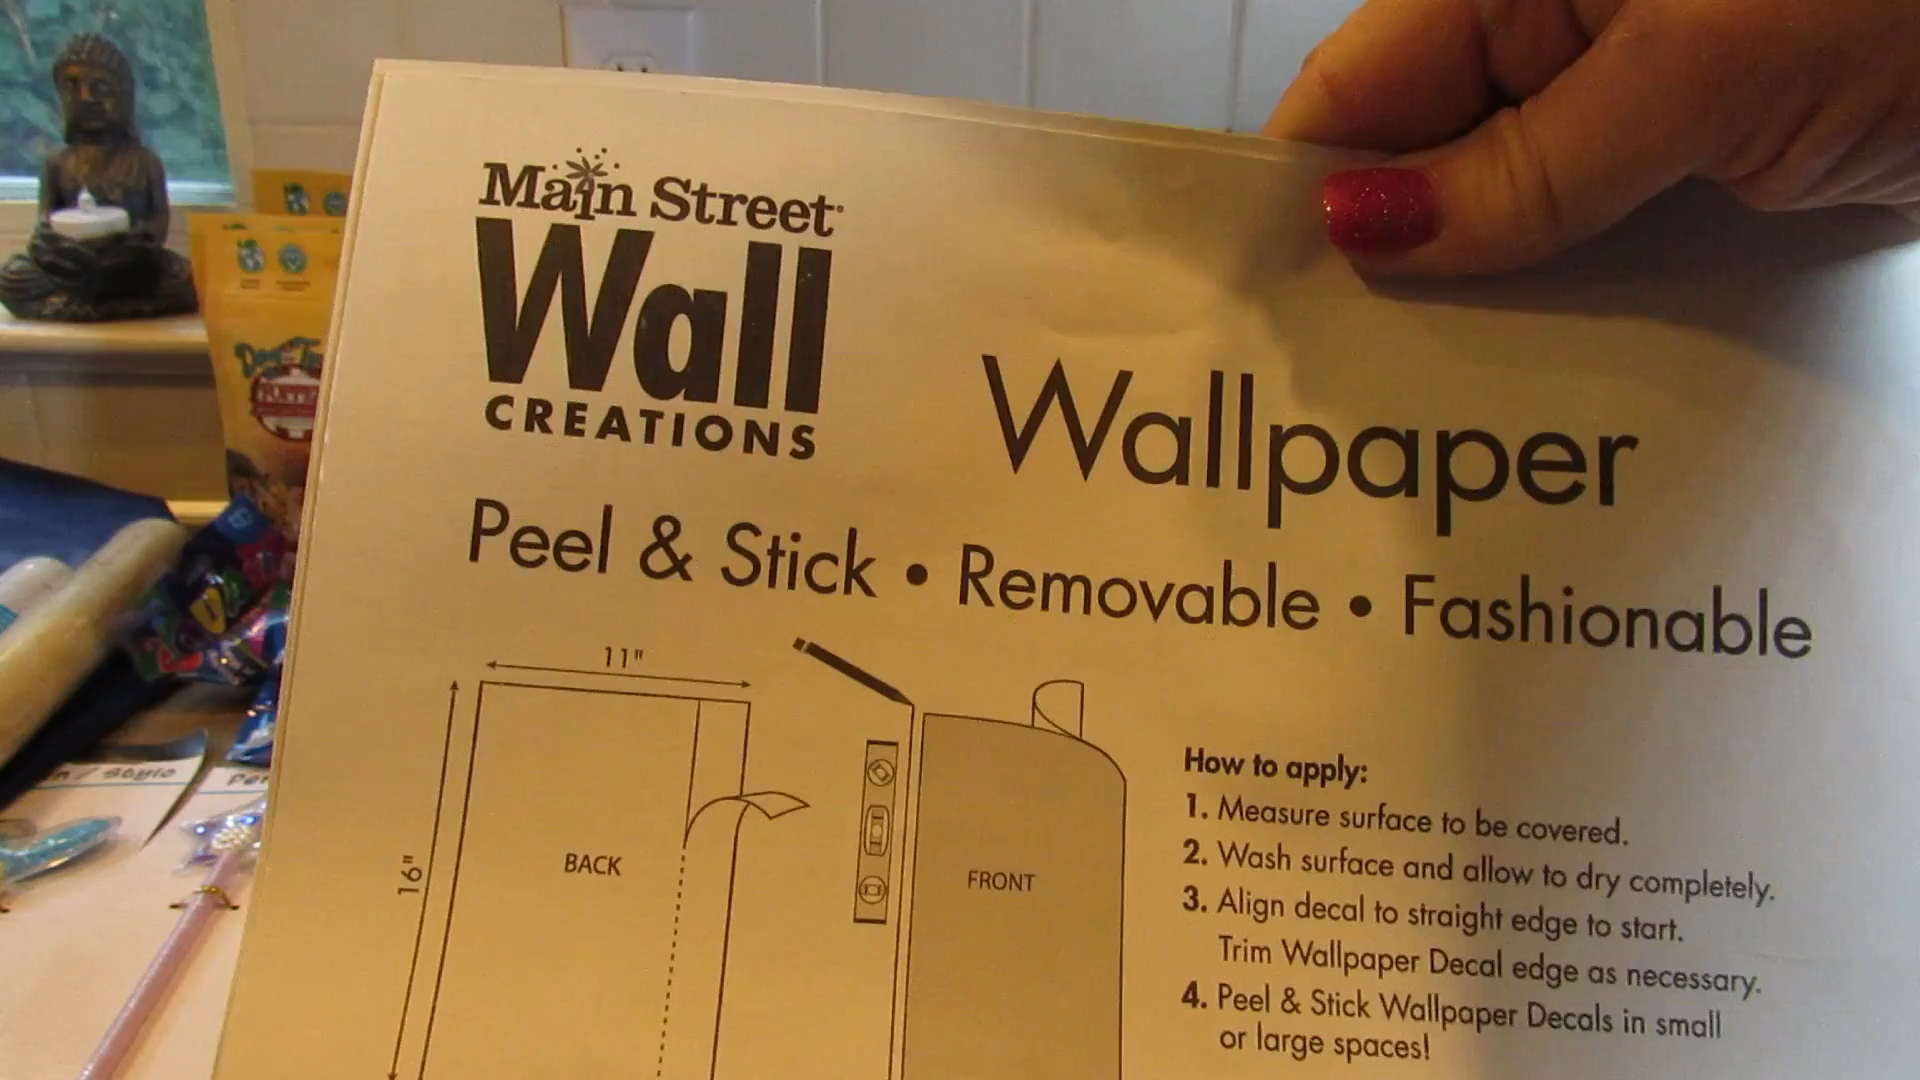 Main Street
Wall
CREATIONS
Wallpaper
Peel & Stick • Removable • Fashionable
11"
16"
BACK
FRONT
How to apply:
1. Measure surface to be covered.
2. Wash surface and allow to dry completely.
3. Align decal to straight edge to start.
Trim Wallpaper Decal edge as necessary.
4. Peel & Stick Wallpaper Decals in small
or large spaces!